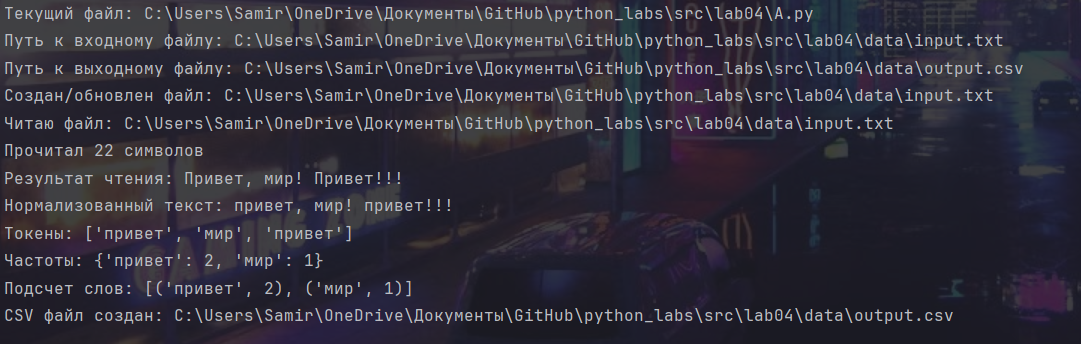 Текущий файл: C:\Users\Samir\OneDrive\Документы\GitHub\python_labs\src\lab04\A.py
Путь к входному файлу: C:\Users\Samir\OneDrive\Документы\GitHub\python_labs\src\lab04\data\input.txt
Путь к выходному файлу: C:\Users\Samir\OneDrive\Документы\GitHub\python_labs\src\lab04\data\output.csv
Создан/обновлен файл: C:\Users\Samir\OneDrive\Документы\GitHub\python_labs\src\lab04\data\input.txt
Читаю файл: C:\Users\Samir\OneDrive\Документы\GitHub\python_labs\src\lab04\data\input.txt
Прочитал 22 символов
Результат чтения: Привет, мир! Привет!!!
Нормализованный текст: привет, мир! привет!!!
Токены: ['привет', 'мир', 'привет']
Частоты: {'привет': 2, 'мир': 1}
Подсчет слов: [('привет', 2), ('мир', 1)]
CSV файл создан: C:\Users\Samir\OneDrive\Документы\GitHub\python_labs\src\lab04\data\output.csv